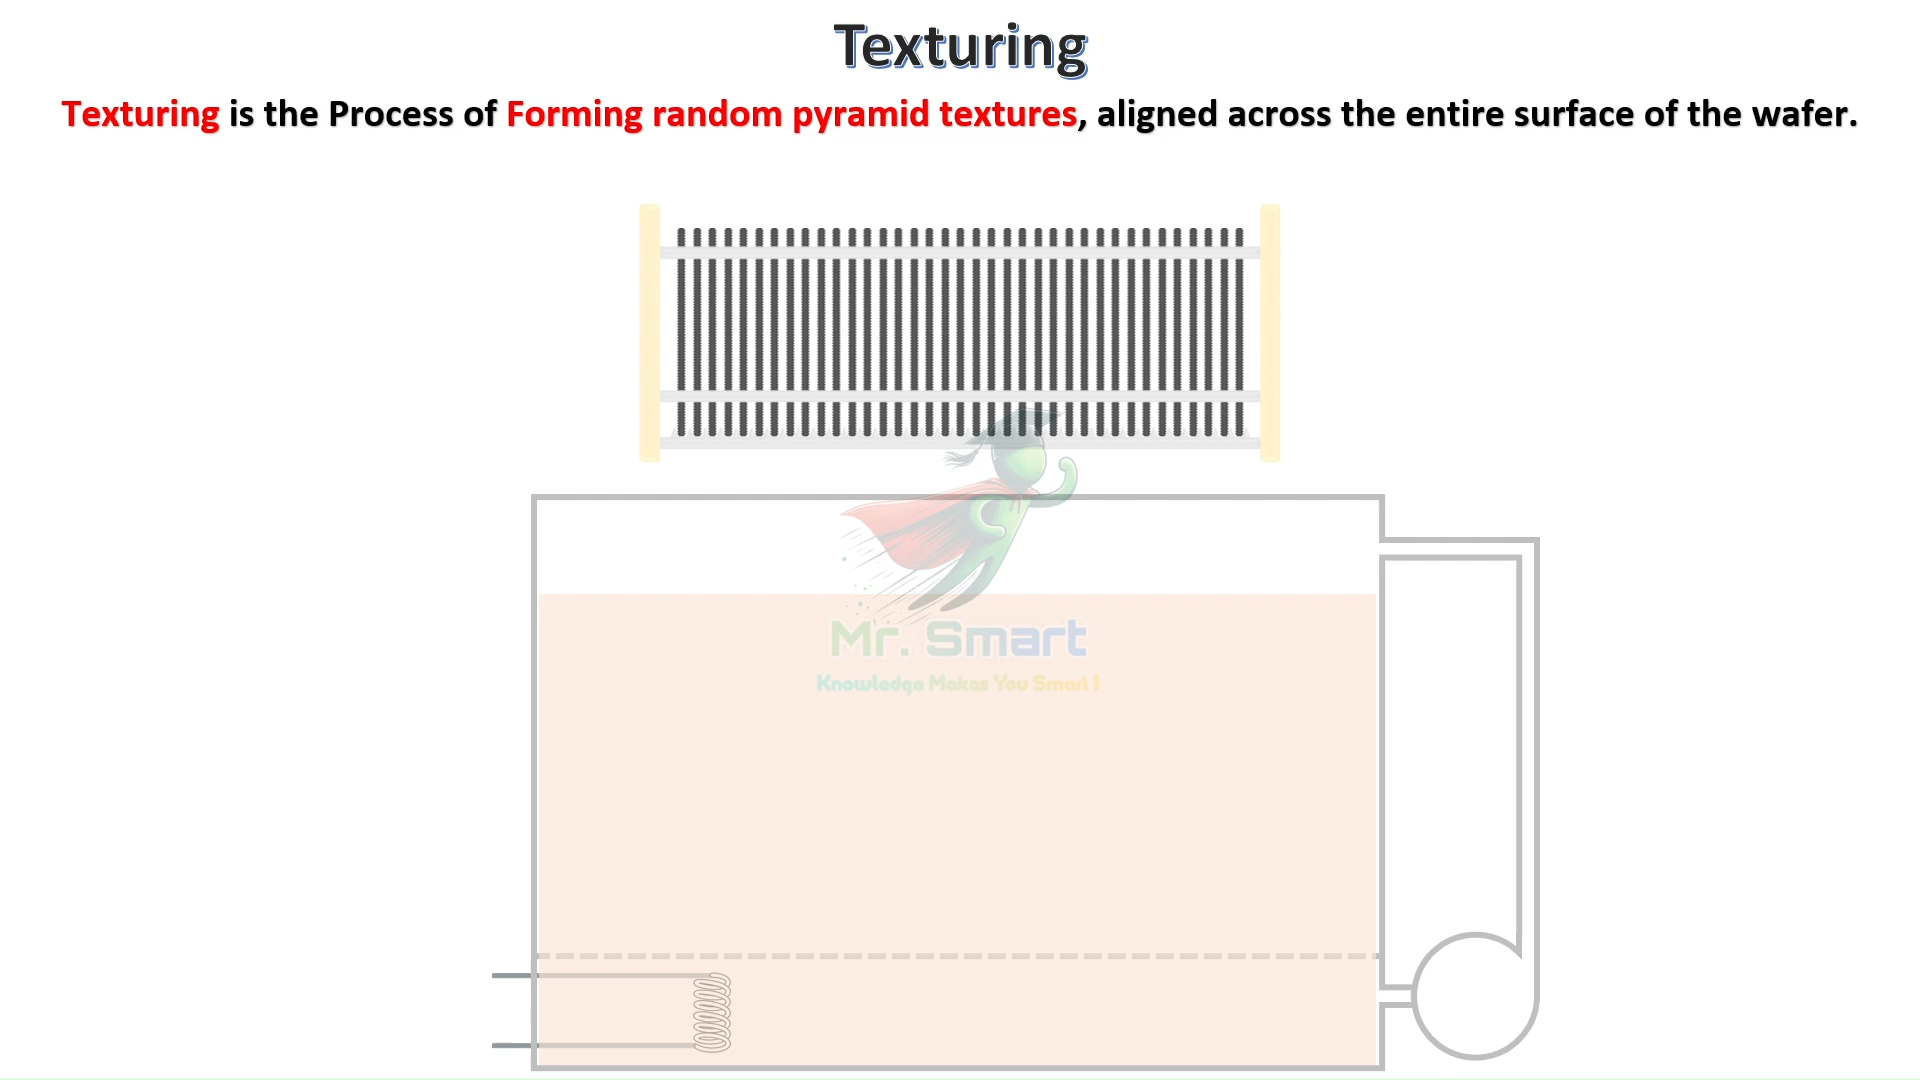 Texturing
Texturing is the Process of Forming random pyramid textures, aligned across the entire surface of the wafer.
Mr. Smart
Knowledge Makes You Smart !